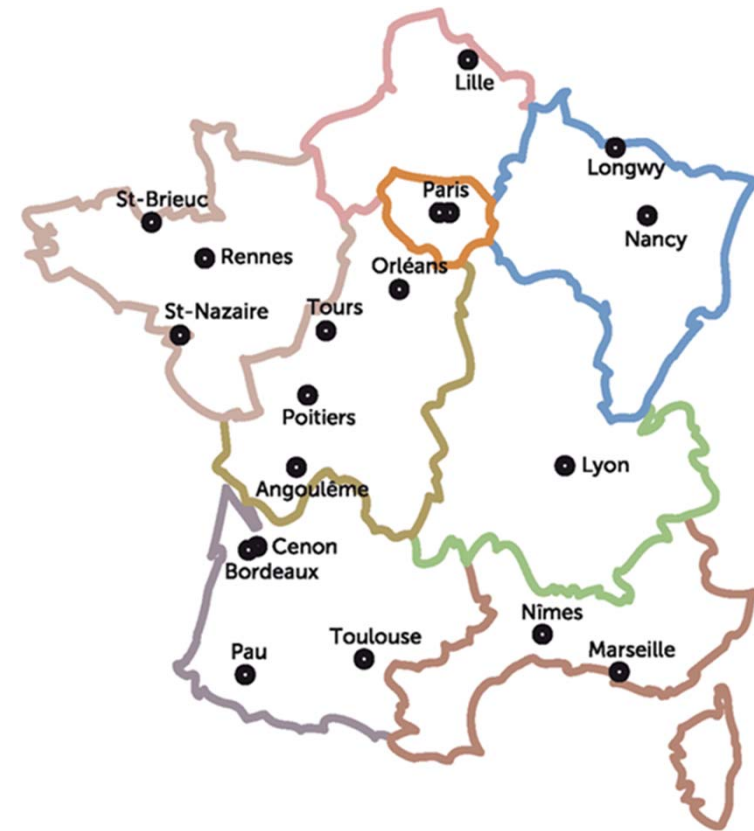 Lille
Longwy
Paris
St-Brieuc
Nancy
Rennes
Orléans
St-Nazaire
Tours
Poitiers
Lyon
Angoulême
Cenon
Bordeaux
Nîmes
Toulouse
Marseille
Pau